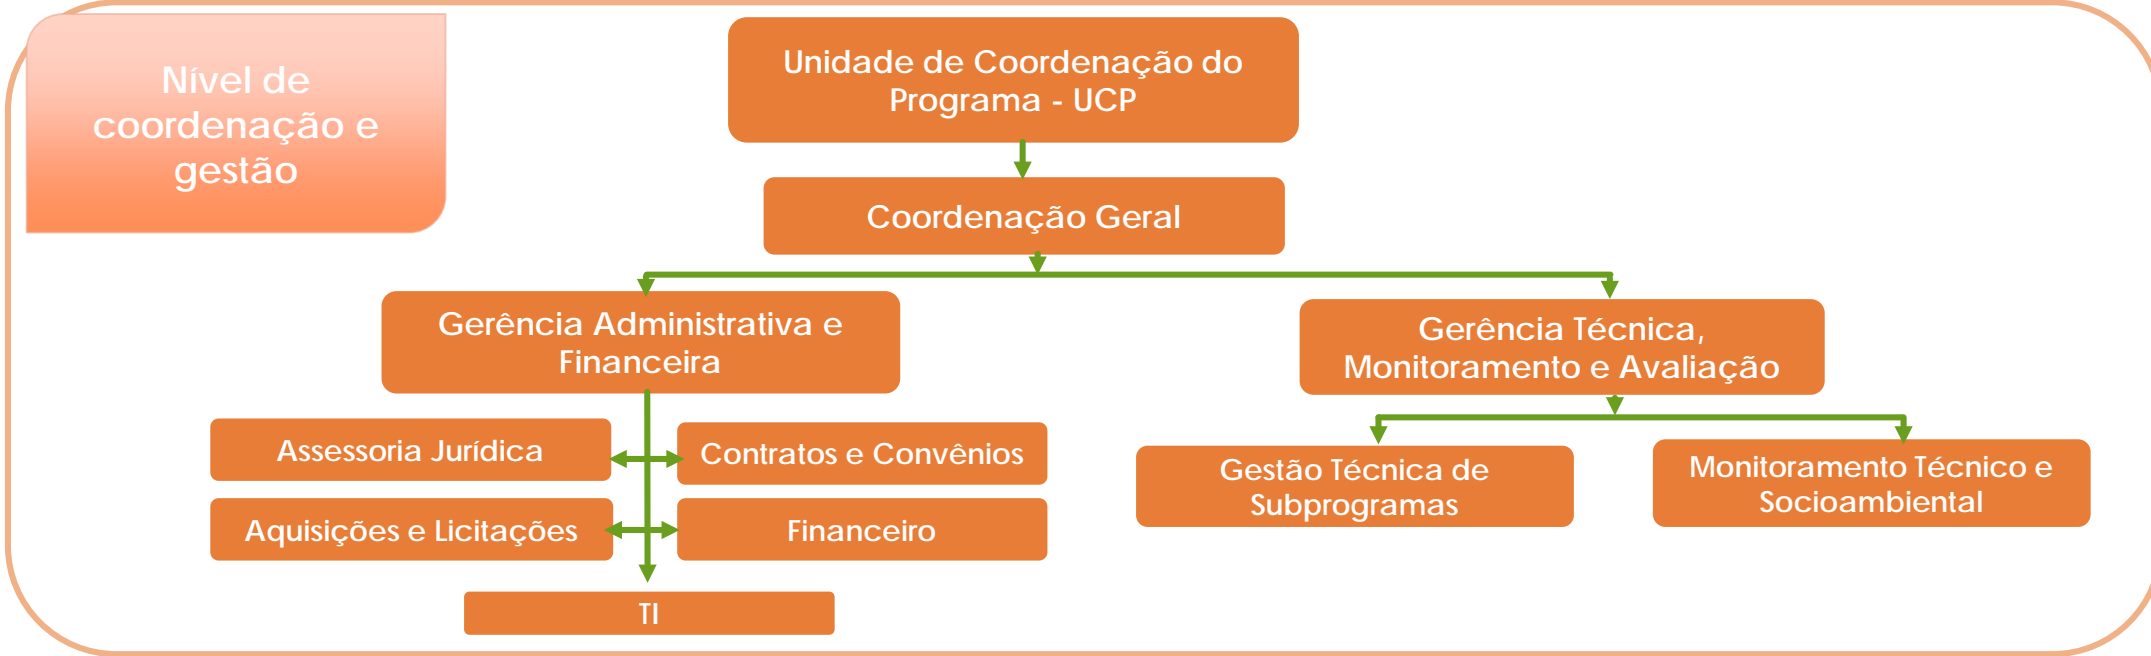 Nível de
coordenação e
gestão
Unidade de Coordenação do
Programa - UCP
Coordenação Geral
Gerência Administrativa e
Financeira
Gerência Técnica,
Monitoramento e Avaliação
Assessoria Jurídica
Contratos e Convênios
Aquisições e Licitações
Financeiro
TI
Gestão Técnica de
Subprogramas
Monitoramento Técnico e
Socioambiental